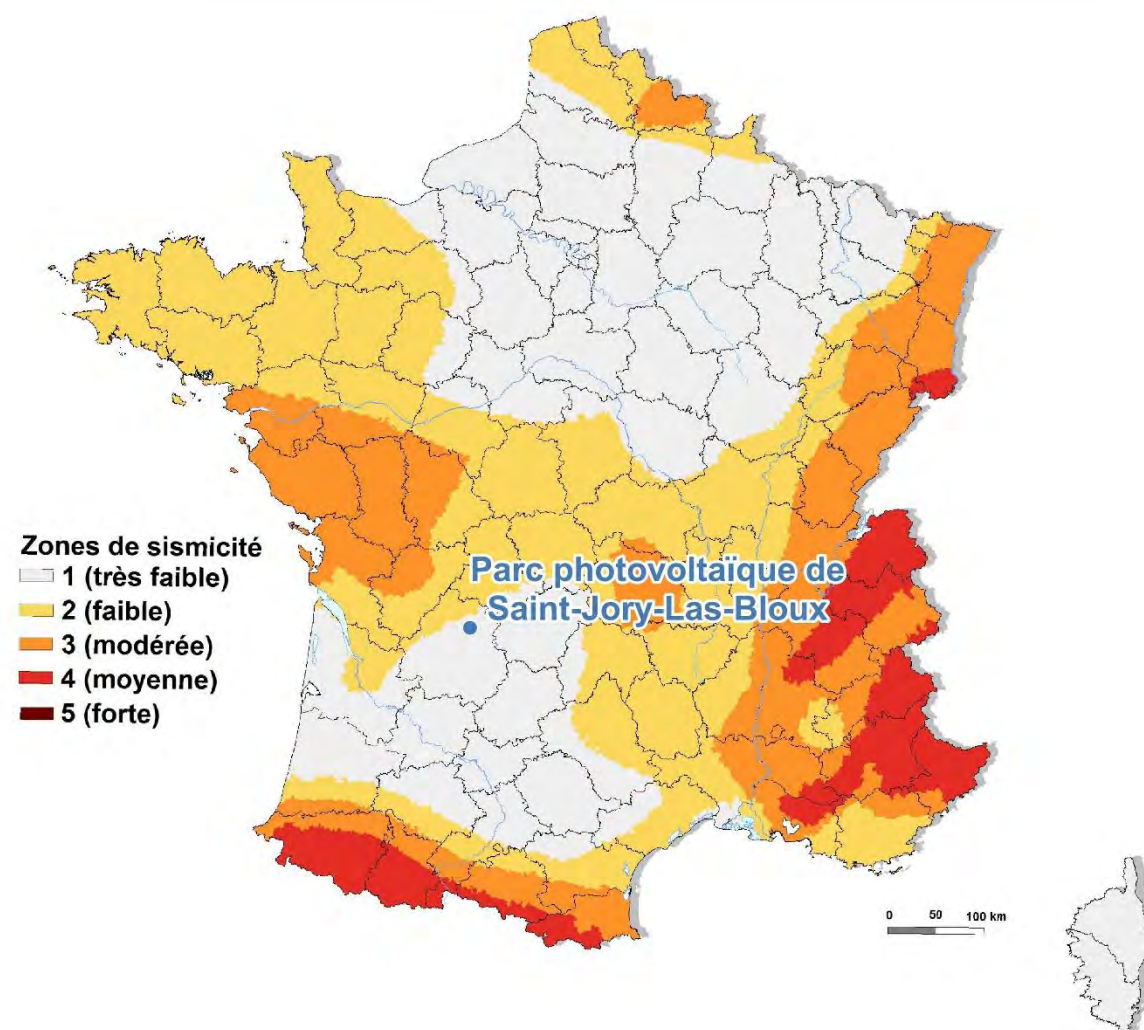 Zones de sismicité
1 (très faible)
2 (faible)
3 (modérée)
4 (moyenne)
5 (forte)
Parc photovoltaïque de
Saint-Jory-Las-Bloux
0 50 100 km